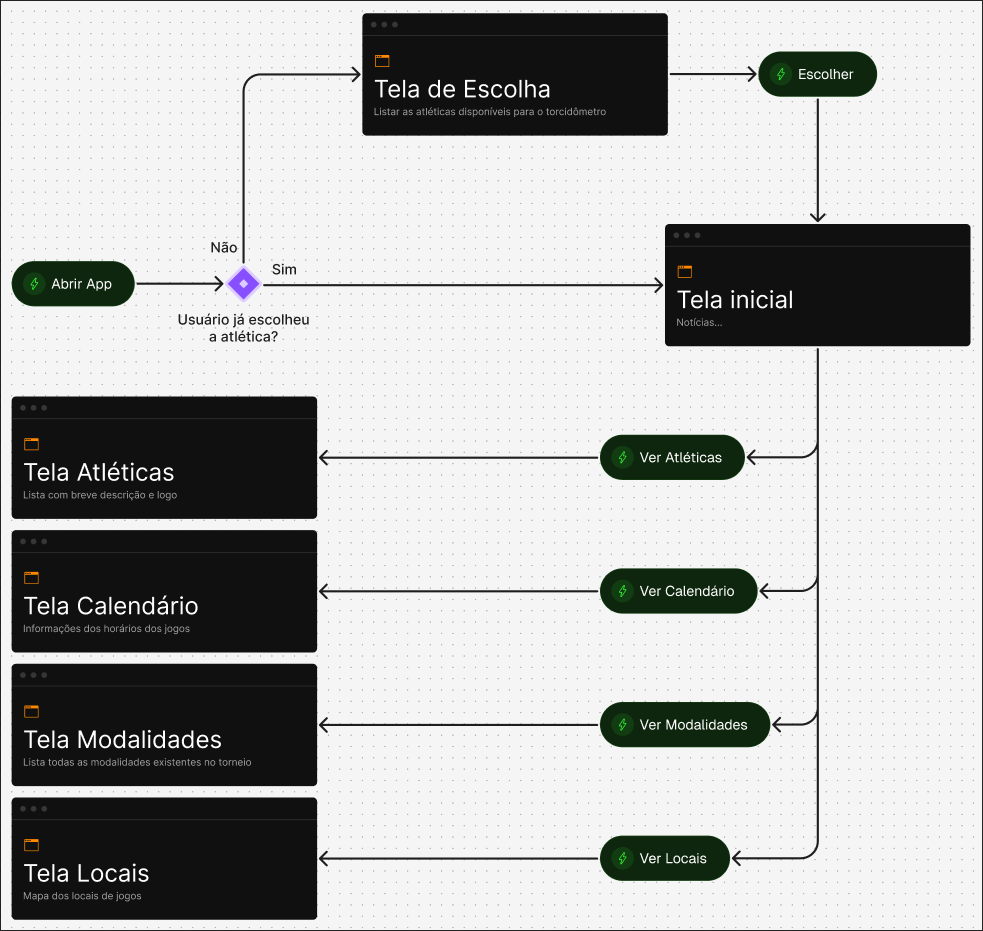 Tela de Escolha
Listar as atléticas disponíveis para o torcidômetro
Escolher
Não
Sim
Abrir App
Usuário já escolheu
a atlética?
Tela inicial
Notícias...
Tela Atléticas
Lista com breve descrição e logo
Ver Atléticas
Tela Calendário
Informações dos horários dos jogos
Ver Calendário
Tela Modalidades
Lista todas as modalidades existentes no torneio
Ver Modalidades
Tela Locais
Mapa dos locais de jogos
Ver Locais